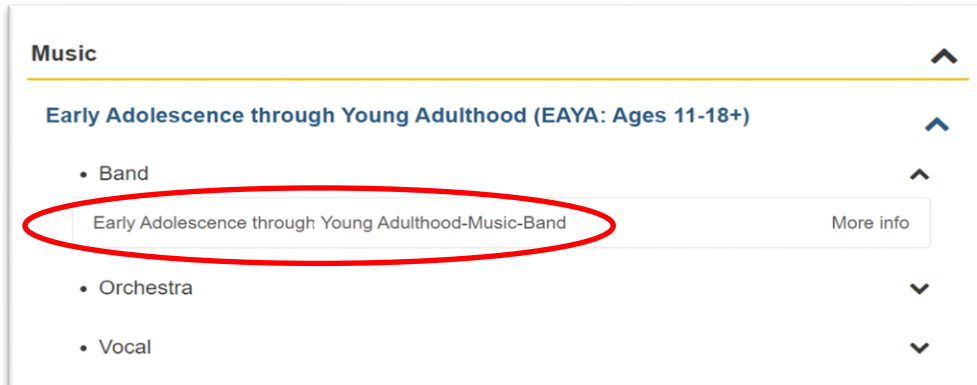 Music
Early Adolescence through Young Adulthood (EAYA: Ages 11-18+)
• Band
Early Adolescence through Young Adulthood-Music-Band More info
• Orchestra
• Vocal